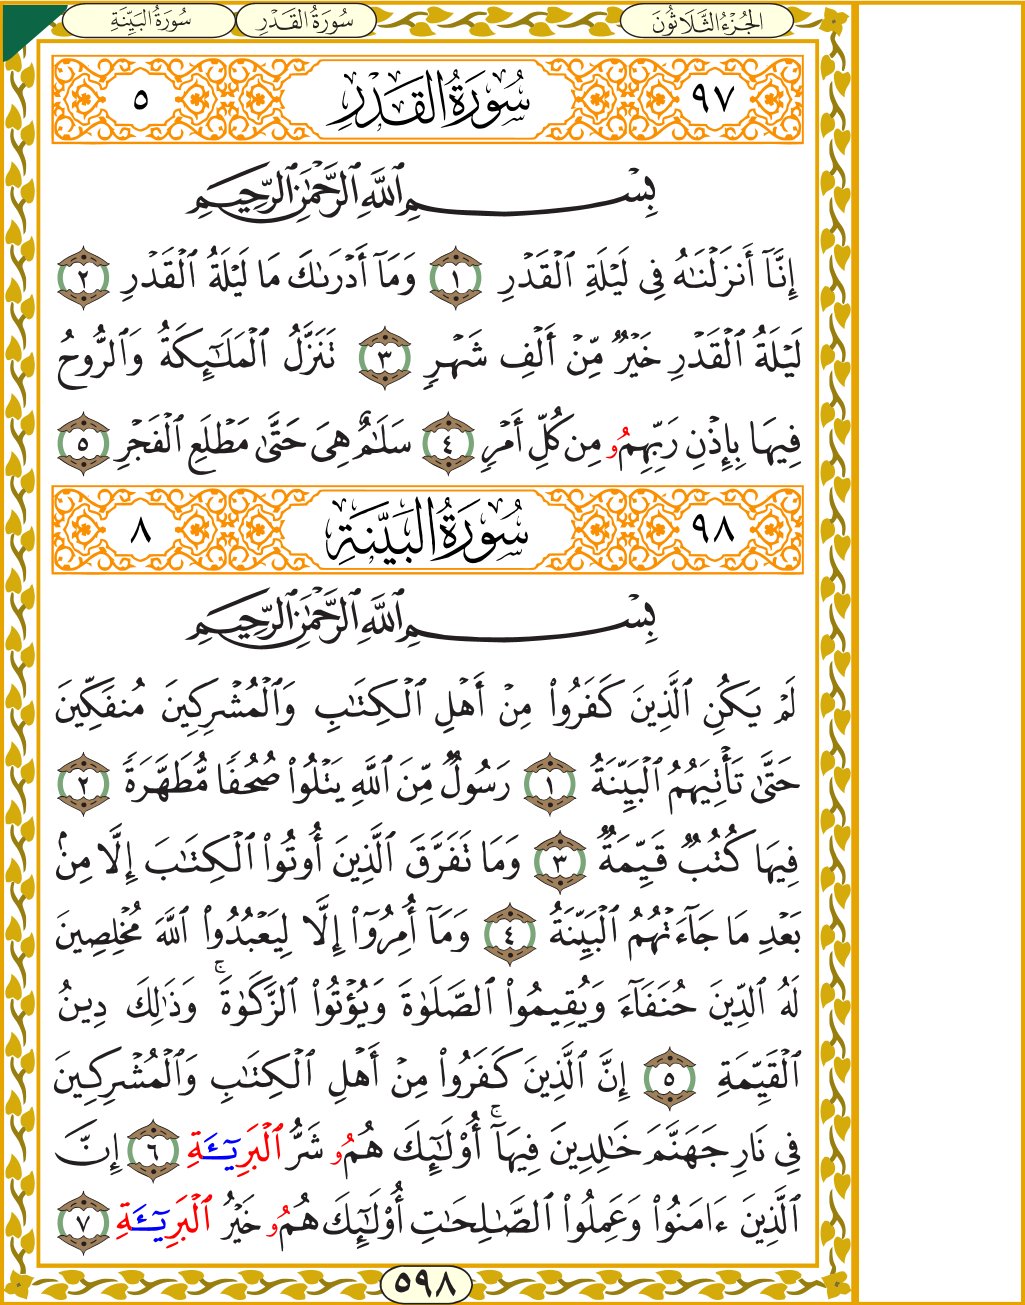 الجُزْءُ الثَّلَاثُونَ
سُورَةُ القَدْرِ
سُورَةُ البَيِّنَةِ
٩٧ سُورَةُ القَدْرِ ٥
بِسْمِ ٱللَّهِ ٱلرَّحْمَٰنِ ٱلرَّحِيمِ
إِنَّآ أَنزَلْنَٰهُ فِى لَيْلَةِ ٱلْقَدْرِ ١ وَمَآ أَدْرَىٰكَ مَا لَيْلَةُ ٱلْقَدْرِ ٢
لَيْلَةُ ٱلْقَدْرِ خَيْرٌ مِّنْ أَلْفِ شَهْرٍ ٣ تَنَزَّلُ ٱلْمَلَٰٓئِكَةُ وَٱلرُّوحُ
فِيهَا بِإِذْنِ رَبِّهِمُۥ مِن كُلِّ أَمْرٍ ٤ سَلَٰمٌ هِىَ حَتَّىٰ مَطْلَعِ ٱلْفَجْرِ ٥
٩٨ سُورَةُ البَيِّنَةِ ٨
بِسْمِ ٱللَّهِ ٱلرَّحْمَٰنِ ٱلرَّحِيمِ
لَمْ يَكُنِ ٱلَّذِينَ كَفَرُوا۟ مِنْ أَهْلِ ٱلْكِتَٰبِ وَٱلْمُشْرِكِينَ مُنفَكِّينَ
حَتَّىٰ تَأْتِيَهُمُ ٱلْبَيِّنَةُ ١ رَسُولٌ مِّنَ ٱللَّهِ يَتْلُوا۟ صُحُفًا مُّطَهَّرَةً ٢
فِيهَا كُتُبٌ قَيِّمَةٌ ٣ وَمَا تَفَرَّقَ ٱلَّذِينَ أُوتُوا۟ ٱلْكِتَٰبَ إِلَّا مِنۢ
بَعْدِ مَا جَآءَتْهُمُ ٱلْبَيِّنَةُ ٤ وَمَآ أُمِرُوٓا۟ إِلَّا لِيَعْبُدُوا۟ ٱللَّهَ مُخْلِصِينَ
لَهُ ٱلدِّينَ حُنَفَآءَ وَيُقِيمُوا۟ ٱلصَّلَوٰةَ وَيُؤْتُوا۟ ٱلزَّكَوٰةَ ۚ وَذَٰلِكَ دِينُ
ٱلْقَيِّمَةِ ٥ إِنَّ ٱلَّذِينَ كَفَرُوا۟ مِنْ أَهْلِ ٱلْكِتَٰبِ وَٱلْمُشْرِكِينَ
فِى نَارِ جَهَنَّمَ خَٰلِدِينَ فِيهَآ ۚ أُو۟لَٰٓئِكَ هُمُۥ شَرُّ ٱلْبَرِيٓـَٔةِ ٦ إِنَّ
ٱلَّذِينَ ءَامَنُوا۟ وَعَمِلُوا۟ ٱلصَّٰلِحَٰتِ أُو۟لَٰٓئِكَ هُمُۥ خَيْرُ ٱلْبَرِيٓـَٔةِ ٧
٥٩٨